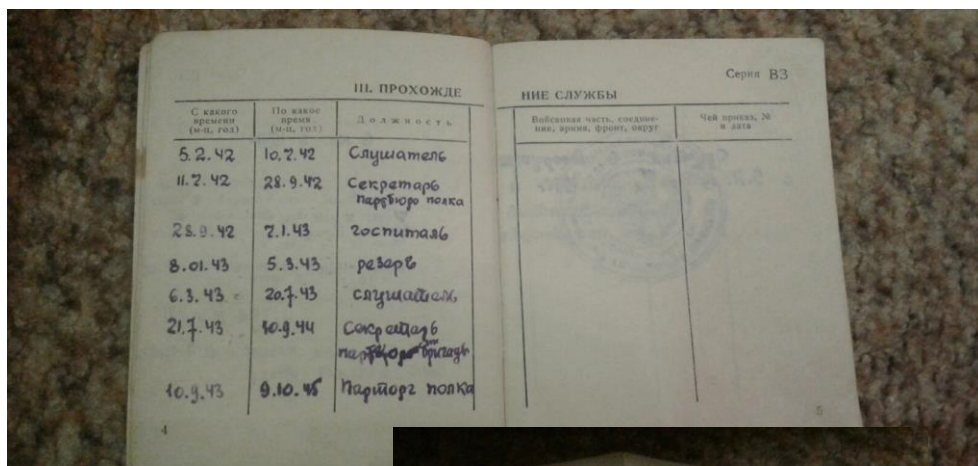 Серия ВЗ
III. ПРОХОЖДЕ НИЕ СЛУЖБЫ
С какого времени (м-ц, год)
По какое время (м-ц, год)
Должность
Войсковая часть, соединение, армия, фронт, округ
Чей приказ, № и дата
5.2.42 10.7.42 Слушатель
11.7.42 28.9.42 Секретарь
партбюро полка
28.9.42 7.1.43 госпиталь
8.01.43 5.3.43 резерв
6.3.43 20.7.43 слушатель
21.7.43 10.9.44 Секретарь
партбюро бригады
10.9.43 9.10.45 Парторг полка
4
5